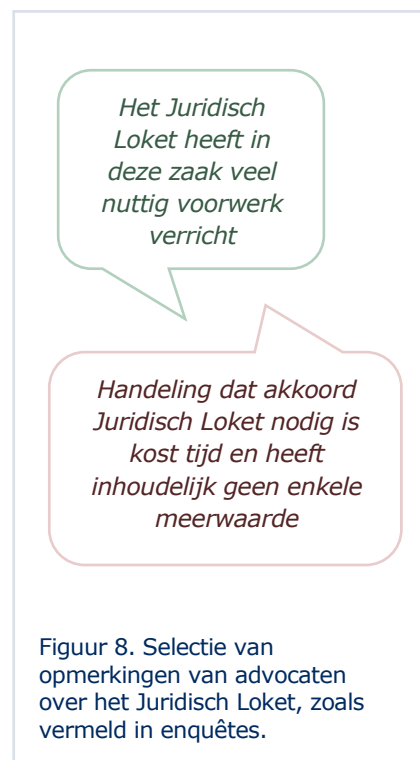 Het Juridisch
Loket heeft in
deze zaak veel
nuttig voorwerk
verricht
Handeling dat akkoord
Juridisch Loket nodig is
kost tijd en heeft
inhoudelijk geen enkele
meerwaarde
Figuur 8. Selectie van
opmerkingen van advocaten
over het Juridisch Loket, zoals
vermeld in enquêtes.